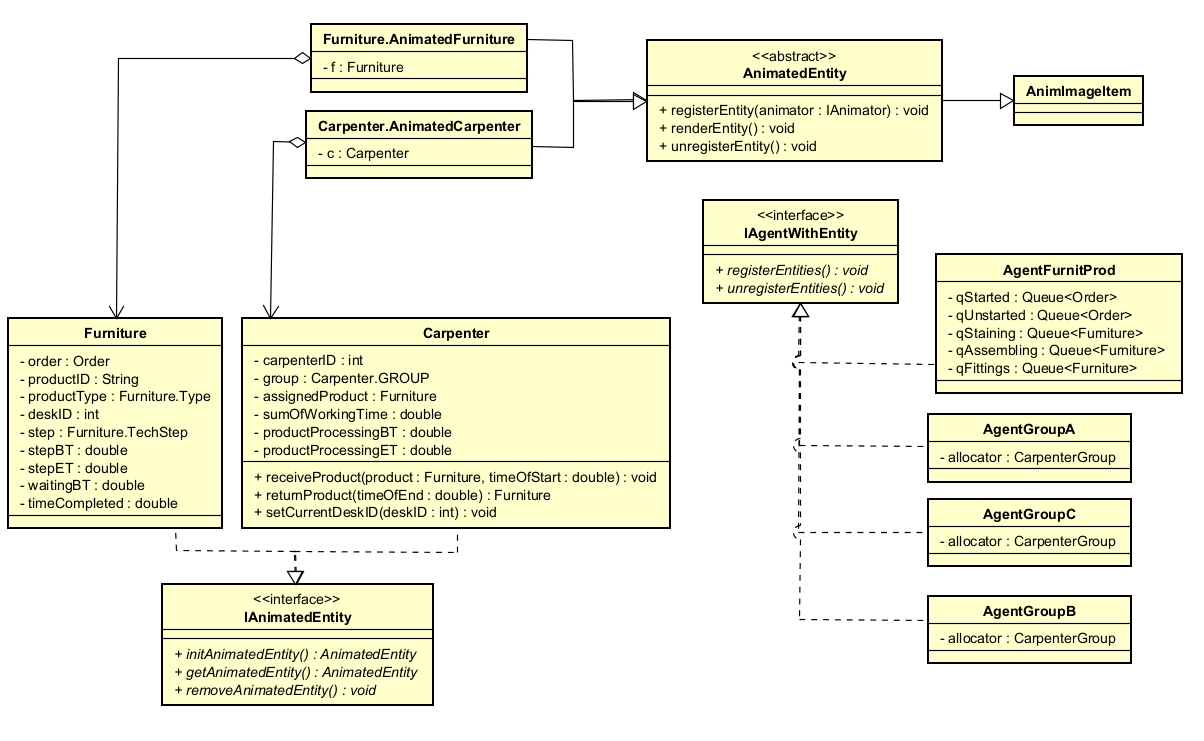 Furniture.AnimatedFurniture
- f : Furniture
Carpenter.AnimatedCarpenter
- c : Carpenter
<<abstract>>
AnimatedEntity
+ registerEntity(animator : IAnimator) : void
+ renderEntity() : void
+ unregisterEntity() : void
AnimImageItem
<<interface>>
IAgentWithEntity
+ registerEntities() : void
+ unregisterEntities() : void
AgentFurnitProd
- qStarted : Queue<Order>
- qUnstarted : Queue<Order>
- qStaining : Queue<Furniture>
- qAssembling : Queue<Furniture>
- qFittings : Queue<Furniture>
Furniture
- order : Order
- productID : String
- productType : Furniture.Type
- deskID : int
- step : Furniture.TechStep
- stepBT : double
- stepET : double
- waitingBT : double
- timeCompleted : double
Carpenter
- carpenterID : int
- group : Carpenter.GROUP
- assignedProduct : Furniture
- sumOfWorkingTime : double
- productProcessingBT : double
- productProcessingET : double
+ receiveProduct(product : Furniture, timeOfStart : double) : void
+ returnProduct(timeOfEnd : double) : Furniture
+ setCurrentDeskID(deskID : int) : void
AgentGroupA
- allocator : CarpenterGroup
AgentGroupC
- allocator : CarpenterGroup
AgentGroupB
- allocator : CarpenterGroup
<<interface>>
IAnimatedEntity
+ initAnimatedEntity() : AnimatedEntity
+ getAnimatedEntity() : AnimatedEntity
+ removeAnimatedEntity() : void